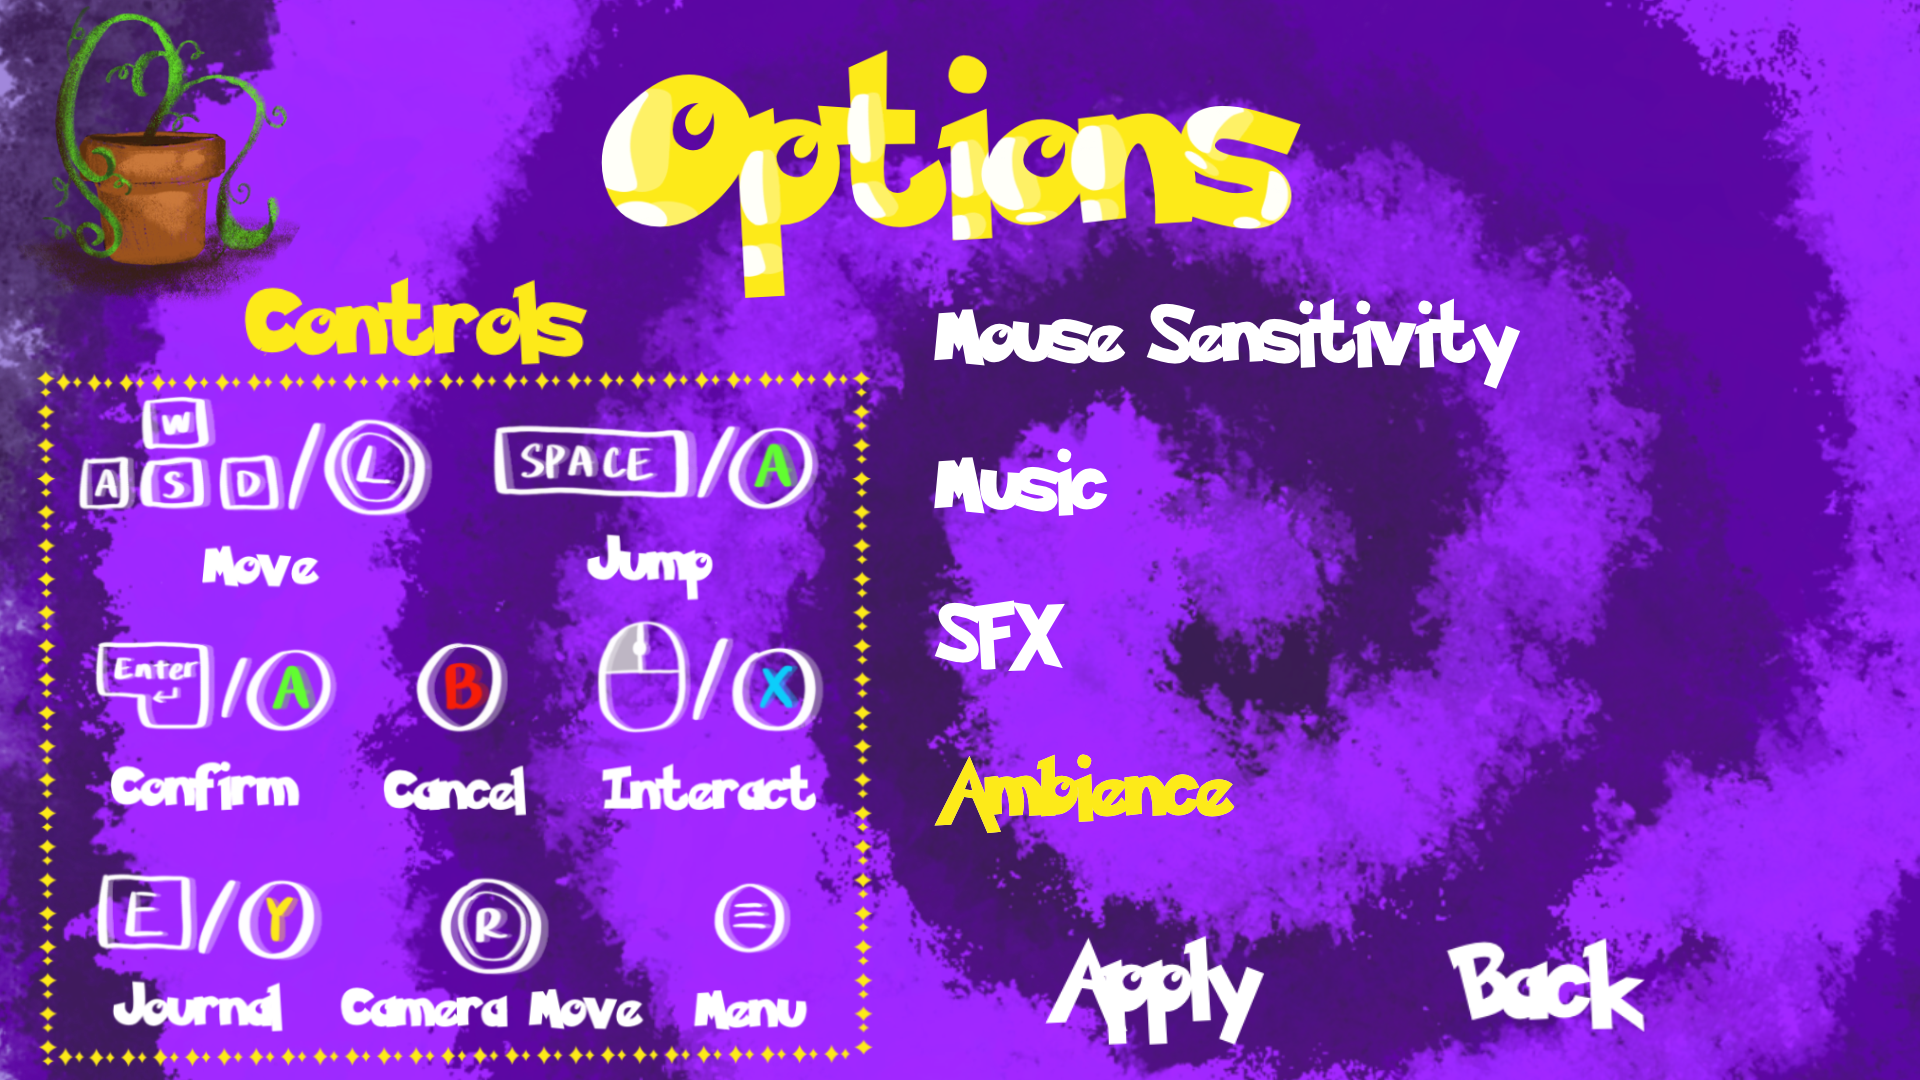 Options
Controls
W
A S D / L
SPACE / A
Move
Jump
Enter / A
B
/ X
Confirm
Cancel
Interact
E / Y
R
Journal
Camera Move
Menu
Mouse Sensitivity
Music
SFX
Ambience
Apply
Back